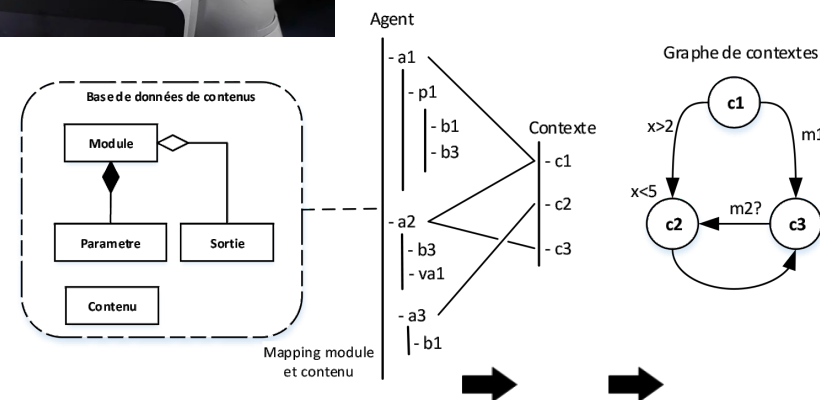 Agent
- a1
- p1
- b1
- b3
- a2
- b3
- va1
- a3
- b1
Base de données de contenus
Module
Parametre
Sortie
Contenu
Mapping module
et contenu
Contexte
- c1
- c2
- c3
Graphe de contextes
c1
x>2
m1
x<5
m2?
c2
c3